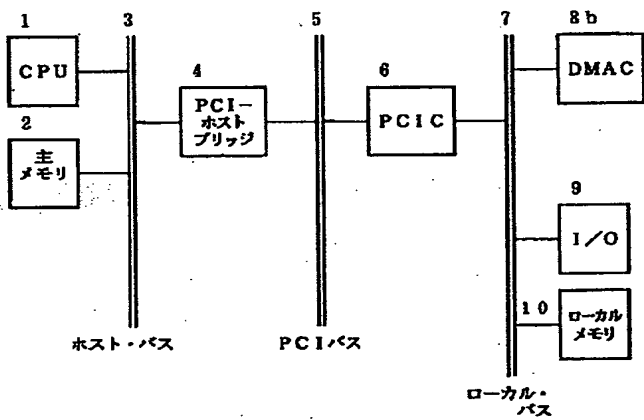 1
CPU
2
主
メモリ
3
ホスト・バス
4
PCI－
ホスト
ブリッジ
5
PCIバス
6
PCIC
7
ローカル・
バス
8b
DMAC
9
I／O
10
ローカル
メモリ